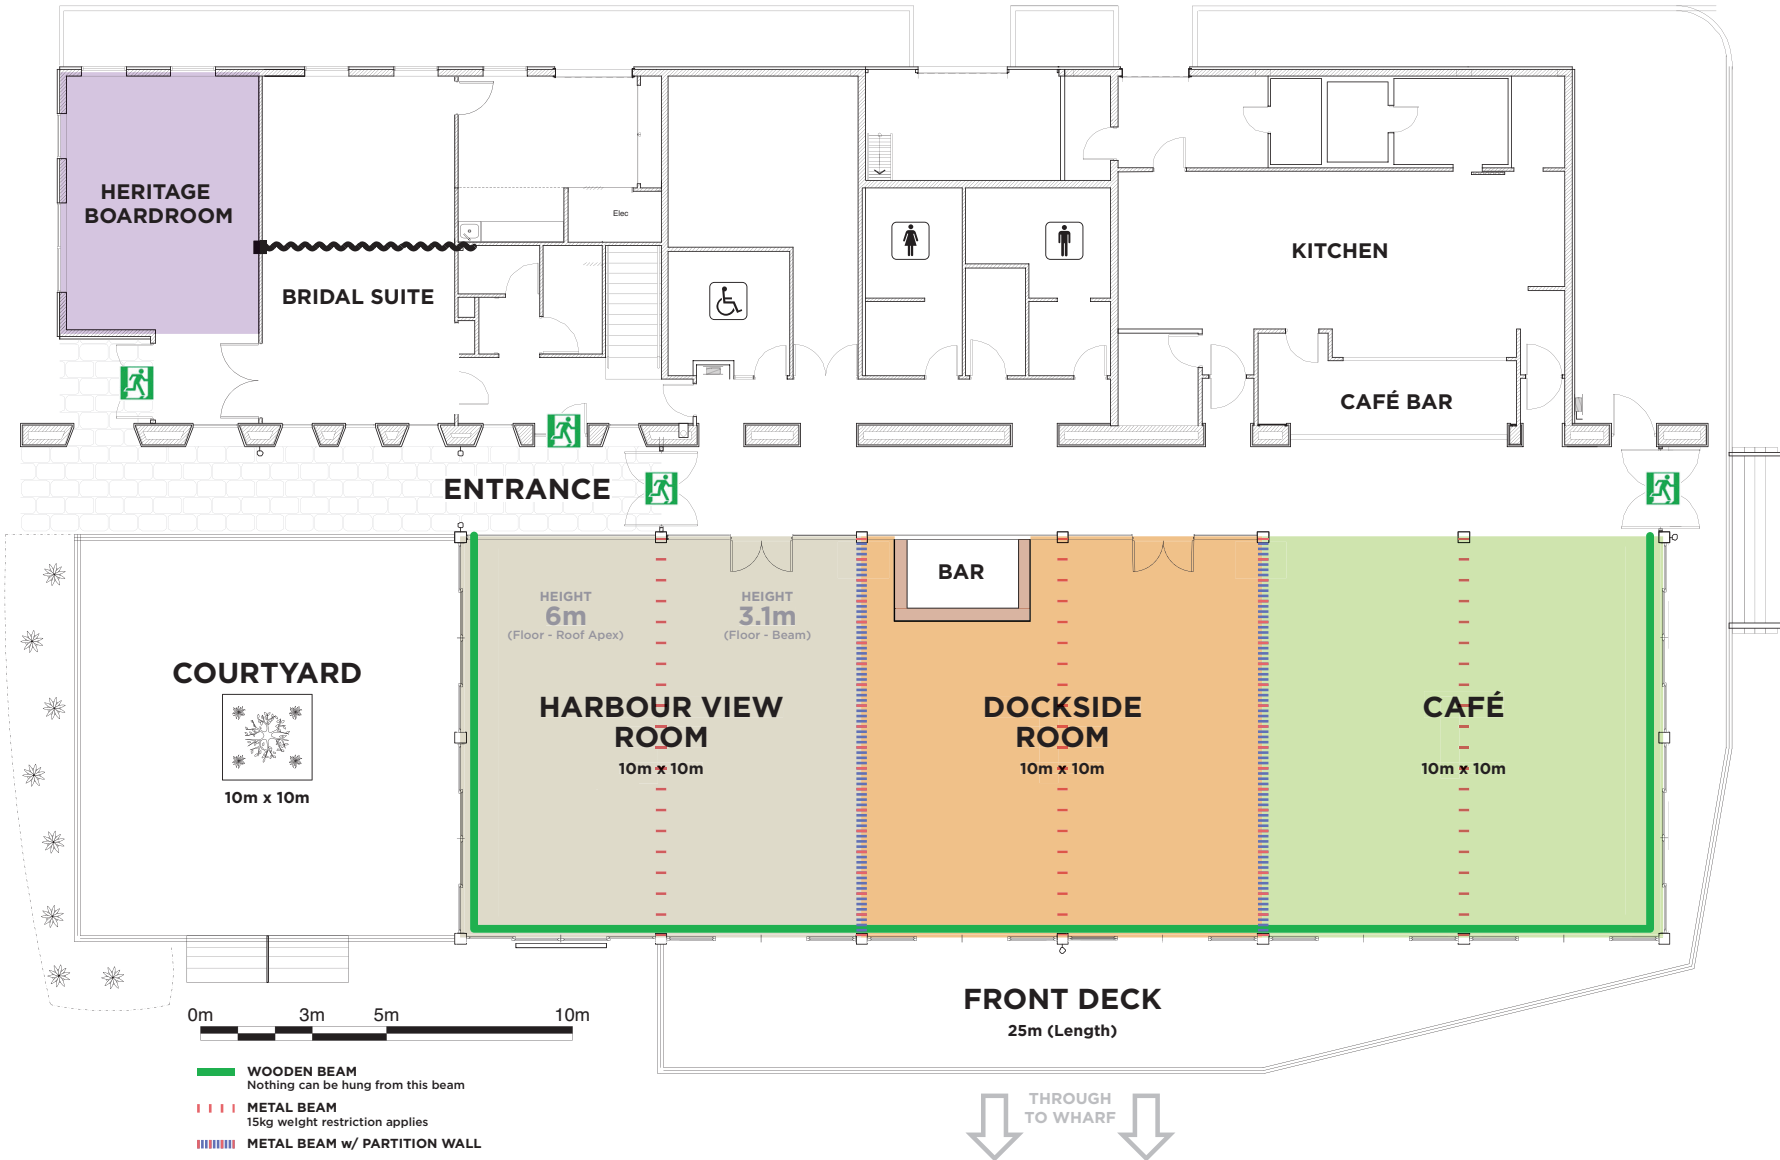 HERITAGE
BOARDROOM
BRIDAL SUITE
Elec
KITCHEN
CAFÉ BAR
ENTRANCE
BAR
HEIGHT
6m
(Floor - Roof Apex)
HEIGHT
3.1m
(Floor - Beam)
COURTYARD
10m x 10m
HARBOUR VIEW
ROOM
10m x 10m
DOCKSIDE
ROOM
10m x 10m
CAFÉ
10m x 10m
FRONT DECK
25m (Length)
0m 3m 5m 10m
WOODEN BEAM
Nothing can be hung from this beam
METAL BEAM
15kg weight restriction applies
METAL BEAM w/ PARTITION WALL
THROUGH
TO WHARF